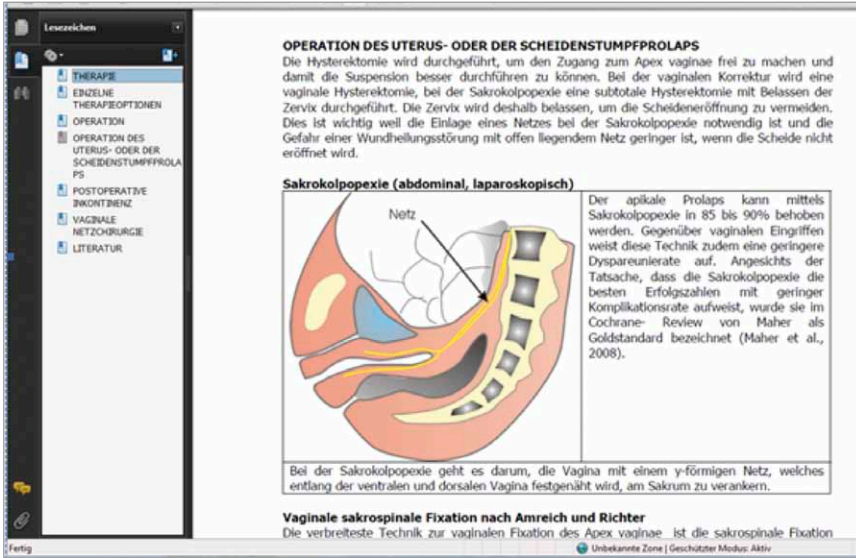 Lesezeichen
THERAPIE
EINZELNE
THERAPIEOPTIONEN
OPERATION
OPERATION DES
UTERUS- ODER DER
SCHEIDENSTUMPFPROLA
PS
POSTOPERATIVE
INKONTINENZ
VAGINALE
NETZCHIRURGIE
LITERATUR
OPERATION DES UTERUS- ODER DER SCHEIDENSTUMPFPROLAPS
Die Hysterektomie wird durchgeführt, um den Zugang zum Apex vaginae frei zu machen und
damit die Suspension besser durchführen zu können. Bei der vaginalen Korrektur wird eine
vaginale Hysterektomie, bei der Sakrokolpopexie eine subtotale Hysterektomie mit Belassen der
Zervix durchgeführt. Die Zervix wird deshalb belassen, um die Scheideneröffnung zu vermeiden.
Dies ist wichtig weil die Einlage eines Netzes bei der Sakrokolpopexie notwendig ist und die
Gefahr einer Wundheilungsstörung mit offen liegendem Netz geringer ist, wenn die Scheide nicht
eröffnet wird.
Sakrokolpopexie (abdominal, laparoskopisch)
Netz
Der apikale Prolaps kann mittels
Sakrokolpopexie in 85 bis 90% behoben
werden. Gegenüber vaginalen Eingriffen
weist diese Technik zudem eine geringere
Dyspareunierate auf. Angesichts der
Tatsache, dass die Sakrokolpopexie die
besten Erfolgszahlen mit geringer
Komplikationsrate aufweist, wurde sie im
Cochrane- Review von Maher als
Goldstandard bezeichnet (Maher et al.,
2008).
Bei der Sakrokolpopexie geht es darum, die Vagina mit einem y-förmigen Netz, welches
entlang der ventralen und dorsalen Vagina festgenäht wird, am Sakrum zu verankern.
Vaginale sakrospinale Fixation nach Amreich und Richter
Die verbreiteste Technik zur vaginalen Fixation des Apex vaginae ist die sakrospinale Fixation
Fertig
Unbekannte Zone | Geschützter Modus: Aktiv